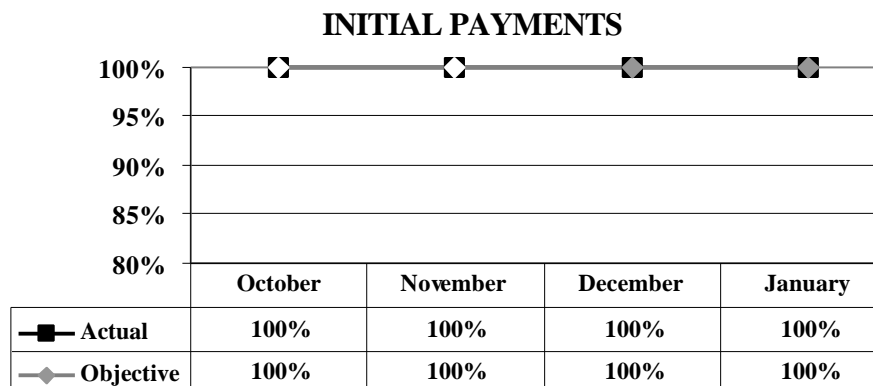 INITIAL PAYMENTS
100%
95%
90%
85%
80%
October November December January
Actual 100% 100% 100% 100%
Objective 100% 100% 100% 100%